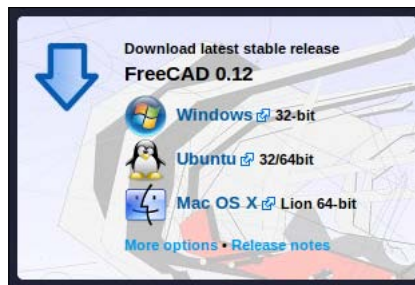 Download latest stable release
FreeCAD 0.12
Windows 32-bit
Ubuntu 32/64bit
Mac OS X Lion 64-bit
More options • Release notes